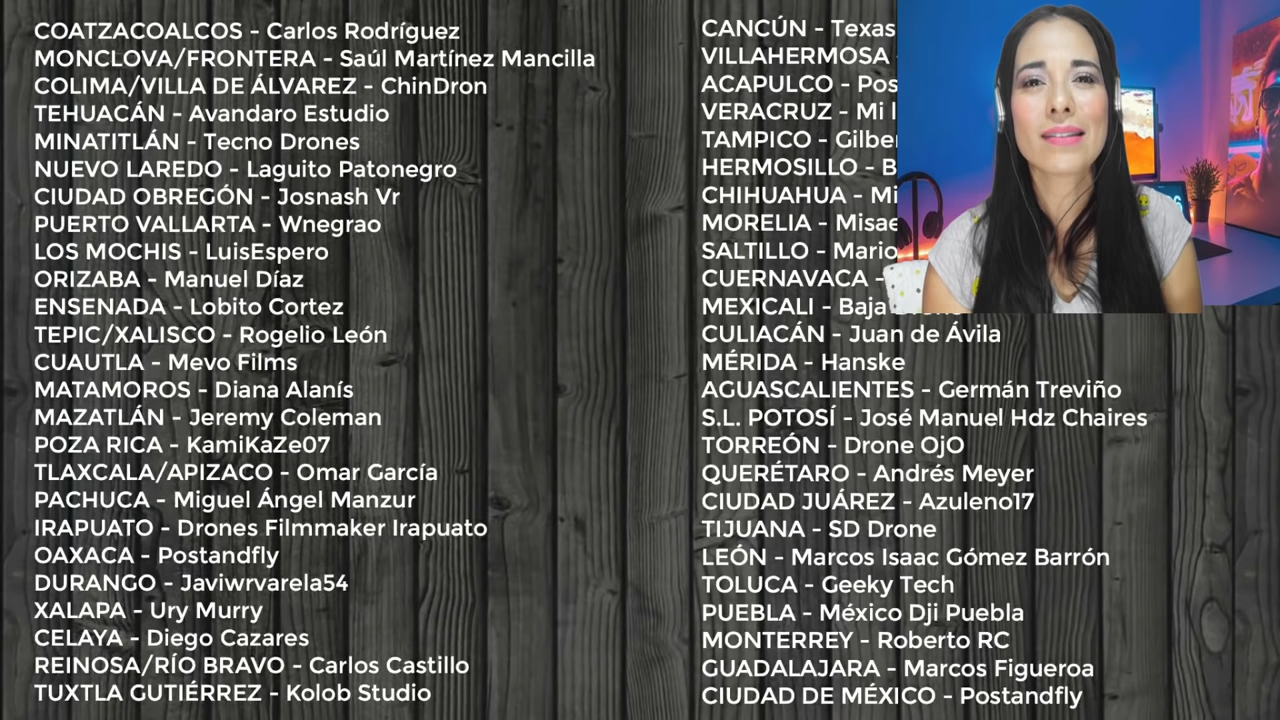 COATZACOALCOS - Carlos Rodríguez
MONCLOVA/FRONTERA - Saúl Martínez Mancilla
COLIMA/VILLA DE ÁLVAREZ - ChinDron
TEHUACÁN - Avandaro Estudio
MINATITLÁN - Tecno Drones
NUEVO LAREDO - Laguito Patonegro
CIUDAD OBREGÓN - Josnash Vr
PUERTO VALLARTA - Wnegrao
LOS MOCHIS - LuisEspero
ORIZABA - Manuel Díaz
ENSENADA - Lobito Cortez
TEPIC/XALISCO - Rogelio León
CUAUTLA - Mevo Films
MATAMOROS - Diana Alanís
MAZATLÁN - Jeremy Coleman
POZA RICA - KamiKaZe07
TLAXCALA/APIZACO - Omar García
PACHUCA - Miguel Ángel Manzur
IRAPUATO - Drones Filmmaker Irapuato
OAXACA - Postandfly
DURANGO - Javiwrvarela54
XALAPA - Ury Murry
CELAYA - Diego Cazares
REINOSA/RÍO BRAVO - Carlos Castillo
TUXTLA GUTIÉRREZ - Kolob Studio
CANCÚN - Texas
VILLAHERMOSA
ACAPULCO -
VERACRUZ - Mi
TAMPICO -
HERMOSILLO -
CHIHUAHUA -
MORELIA -
SALTILLO - Mario
CUERNAVACA -
MEXICALI - Baja
CULIACÁN - Juan de Ávila
MÉRIDA - Hanske
AGUASCALIENTES - Germán Treviño
S.L. POTOSÍ - José Manuel Hdz Chaires
TORREÓN - Drone OjO
QUERÉTARO - Andrés Meyer
CIUDAD JUÁREZ - Azuleno17
TIJUANA - SD Drone
LEÓN - Marcos Isaac Gómez Barrón
TOLUCA - Geeky Tech
PUEBLA - México Dji Puebla
MONTERREY - Roberto RC
GUADALAJARA - Marcos Figueroa
CIUDAD DE MÉXICO - Postandfly